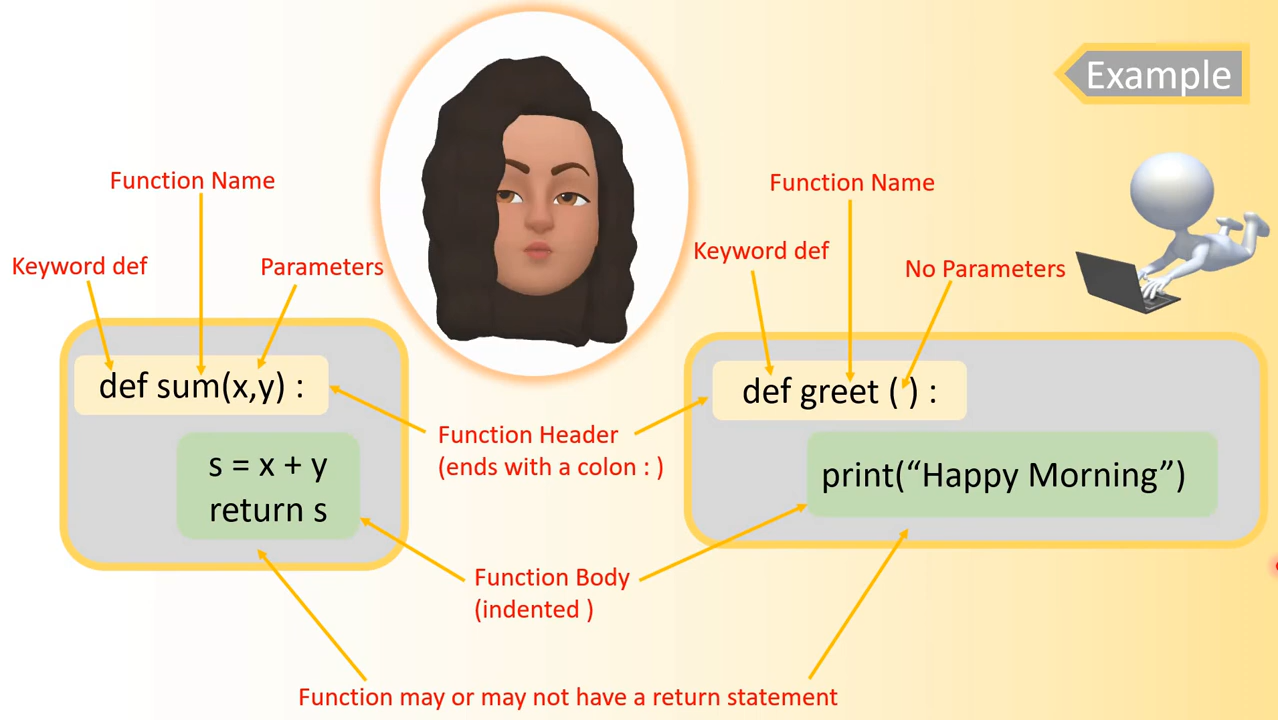 Example
Function Name
Keyword def
Parameters
def sum(x,y) :
s = x + y
return s
Function Name
Keyword def
No Parameters
def greet ( ) :
print(“Happy Morning”)
Function Header
(ends with a colon : )
Function Body
(indented )
Function may or may not have a return statement